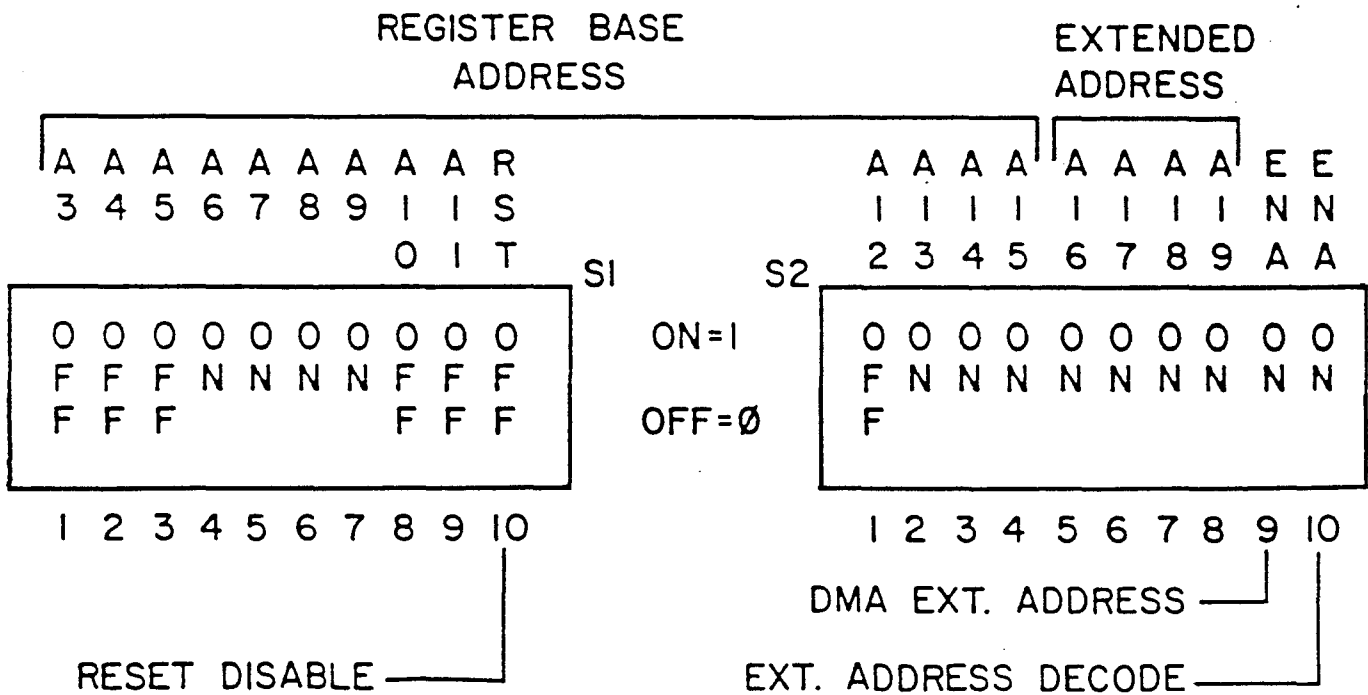 REGISTER BASE
ADDRESS
EXTENDED
ADDRESS
A A A A A A A A A R A A A A A A A A E E
3 4 5 6 7 8 9 1 1 S 1 1 1 1 1 1 1 1 N N
0 1 T 2 3 4 5 6 7 8 9 A A
S1 S2
O O O O O O O O O O ON=1 O O O O O O O O O O
F F F N N N N F F F F N N N N N N N N N
F F F F F F OFF=Ø F
1 2 3 4 5 6 7 8 9 10 1 2 3 4 5 6 7 8 9 10
DMA EXT. ADDRESS
RESET DISABLE EXT. ADDRESS DECODE